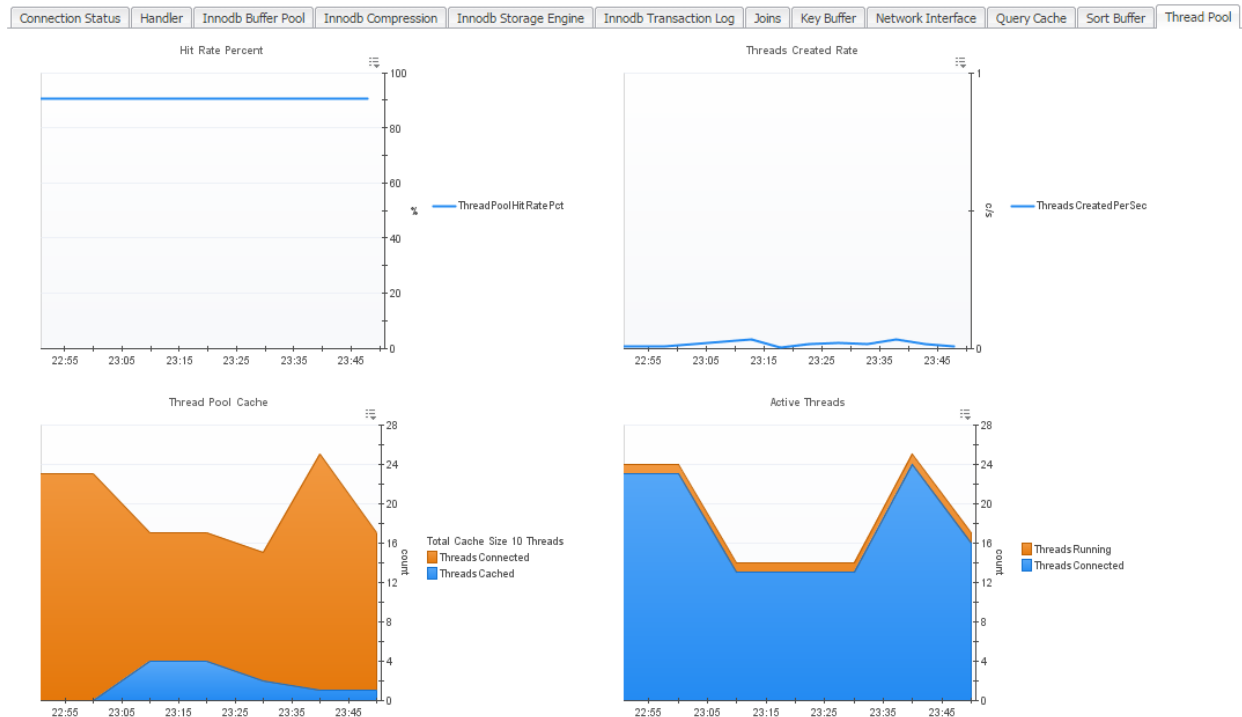 Connection Status Handler Innodb Buffer Pool Innodb Compression Innodb Storage Engine Innodb Transaction Log Joins Key Buffer Network Interface Query Cache Sort Buffer Thread Pool
Hit Rate Percent
100
80
60
40
20
0
%
ThreadPoolHitRatePct
22:55 23:05 23:15 23:25 23:35 23:45
Threads Created Rate
1
0
c/s
ThreadsCreatedPerSec
22:55 23:05 23:15 23:25 23:35 23:45
Thread Pool Cache
28
24
20
16
12
8
4
0
count
Total Cache Size 10 Threads
Threads Connected
Threads Cached
22:55 23:05 23:15 23:25 23:35 23:45
Active Threads
28
24
20
16
12
8
4
0
count
Threads Running
Threads Connected
22:55 23:05 23:15 23:25 23:35 23:45